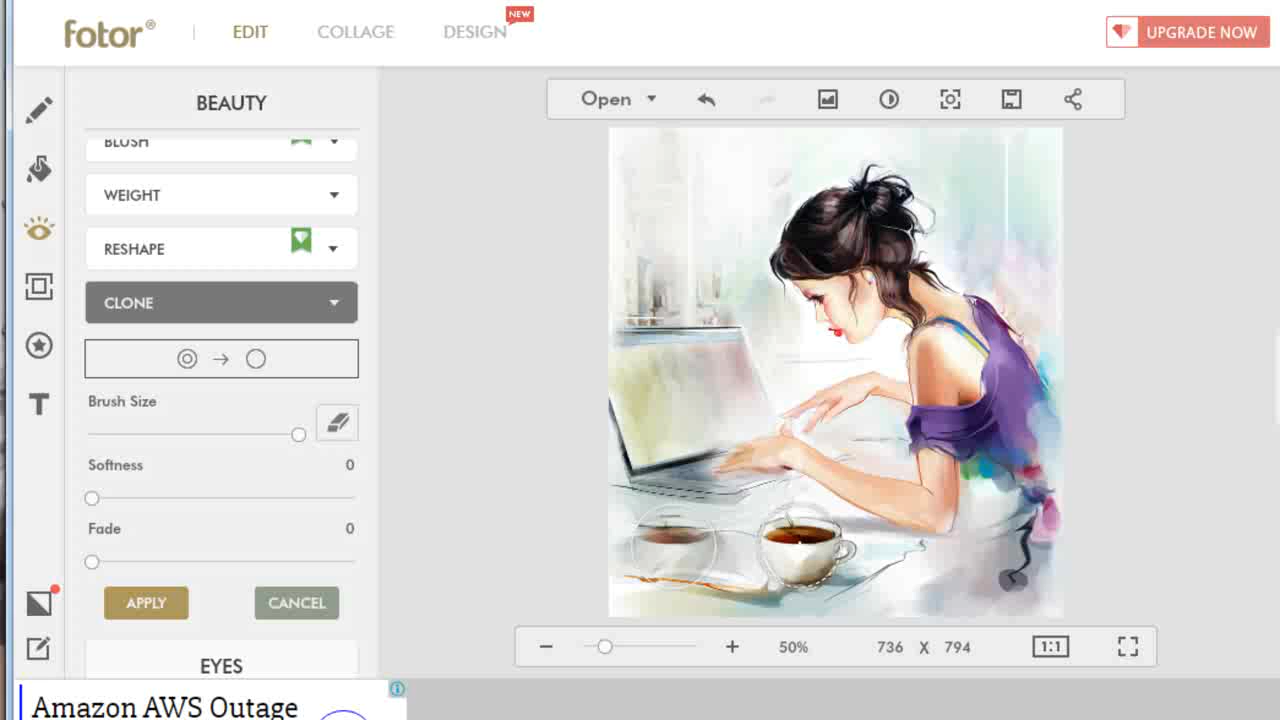 fotor®
EDIT
COLLAGE
DESIGN
NEW
UPGRADE NOW
BEAUTY
Open
BLUSH
WEIGHT
RESHAPE
CLONE
Brush Size
Softness
0
Fade
0
APPLY
CANCEL
EYES
50%
736 X 794
1:1
T
Amazon AWS Outage